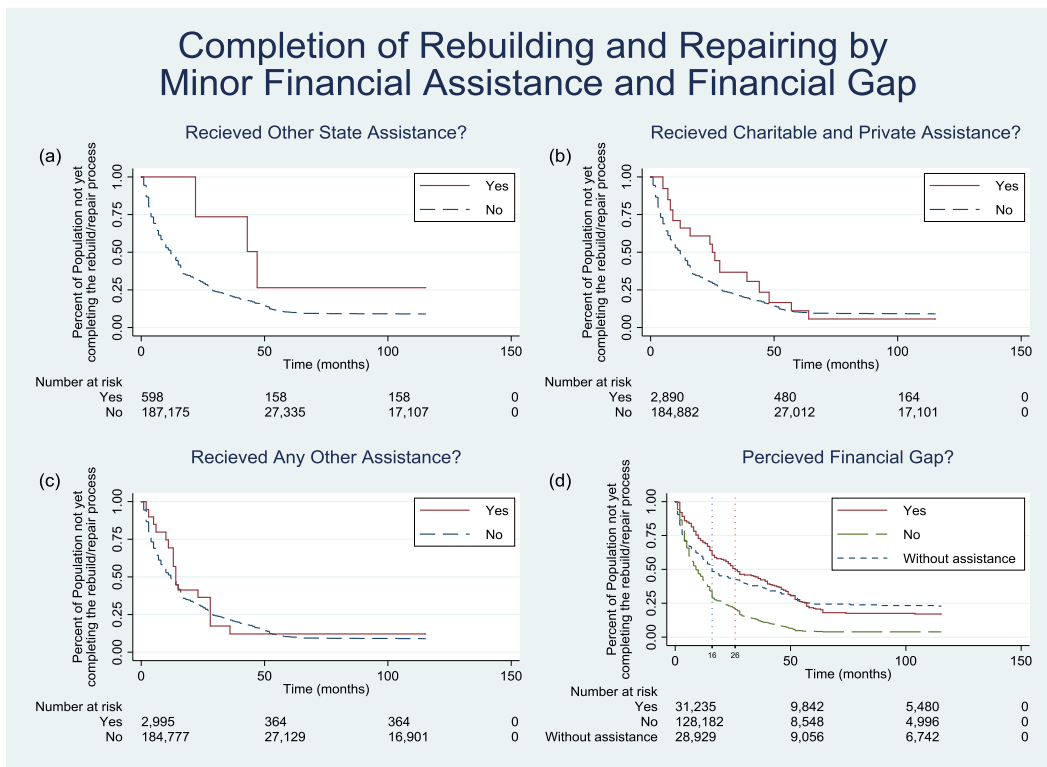 Completion of Rebuilding and Repairing by
Minor Financial Assistance and Financial Gap
Recieved Other State Assistance?
(a)
Percent of Population not yet
completing the rebuild/repair process
1.00
0.75
0.50
0.25
0.00
Yes
No
0 50 100 150
Time (months)
Number at risk
Yes 598 158 158 0
No 187,175 27,335 17,107 0
Recieved Charitable and Private Assistance?
(b)
Percent of Population not yet
completing the rebuild/repair process
1.00
0.75
0.50
0.25
0.00
Yes
No
0 50 100 150
Time (months)
Number at risk
Yes 2,890 480 164 0
No 184,882 27,012 17,101 0
Recieved Any Other Assistance?
(c)
Percent of Population not yet
completing the rebuild/repair process
1.00
0.75
0.50
0.25
0.00
Yes
No
0 50 100 150
Time (months)
Number at risk
Yes 2,995 364 364 0
No 184,777 27,129 16,901 0
Percieved Financial Gap?
(d)
Percent of Population not yet
completing the rebuild/repair process
1.00
0.75
0.50
0.25
0.00
Yes
No
Without assistance
0 16 26 50 100 150
Time (months)
Number at risk
Yes 31,235 9,842 5,480 0
No 128,182 8,548 4,996 0
Without assistance 28,929 9,056 6,742 0